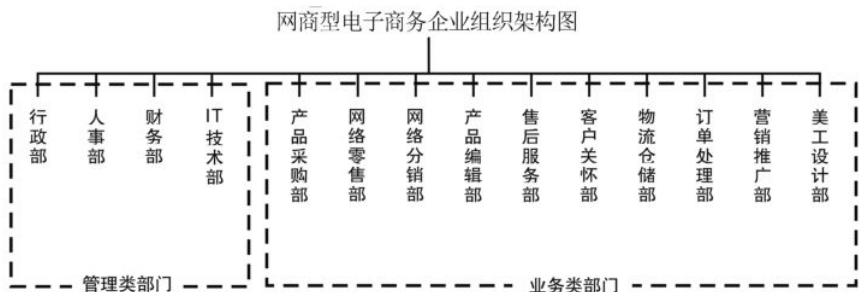 网商型电子商务企业组织架构图
行政部
人事部
财务部
IT技术部
产品采购部
网络零售部
网络分销部
产品编辑部
售后服务部
客户关怀部
物流仓储部
订单处理部
营销推广部
美工设计部
管理类部门
业务类部门